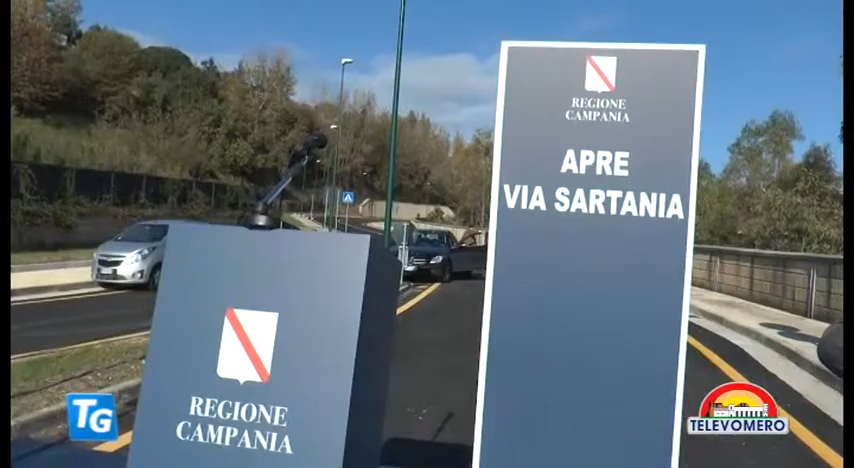 REGIONE
CAMPANIA
APRE
VIA SARTANIA
REGIONE
CAMPANIA
TG
TELEVOMERO